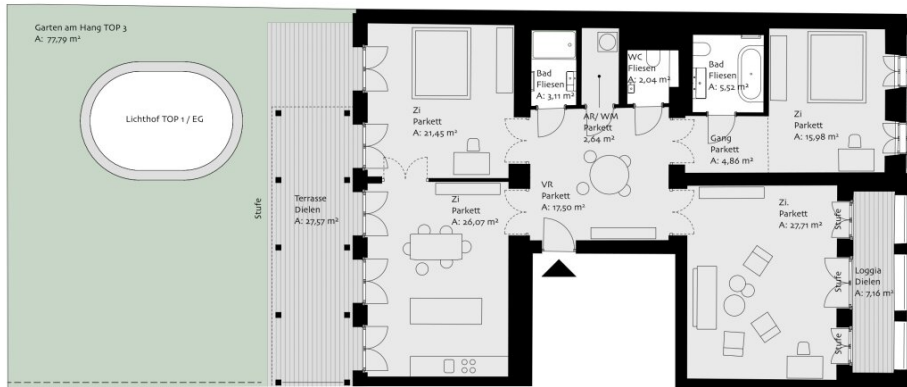 Garten am Hang TOP 3
A: 77,79 m²
Lichthof TOP 1 / EG
Stufe
Terrasse
Dielen
A: 27,57 m²
Zi
Parkett
A: 21,45 m²
Zi
Parkett
A: 26,07 m²
Bad
Fliesen
A: 3,11 m²
AR/ WM
Parkett
2,64 m²
WC
Fliesen
A: 2,04 m²
VR
Parkett
A: 17,50 m²
Bad
Fliesen
A: 5,52 m²
Gang
Parkett
A: 4,86 m²
Zi
Parkett
A: 15,98 m²
Zi.
Parkett
A: 27,71 m²
Stufe
Stufe
Stufe
Loggia
Dielen
A: 7,16 m²